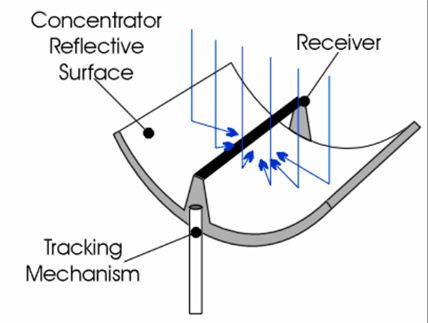 Concentrator
Reflective
Surface
Receiver
Tracking
Mechanism